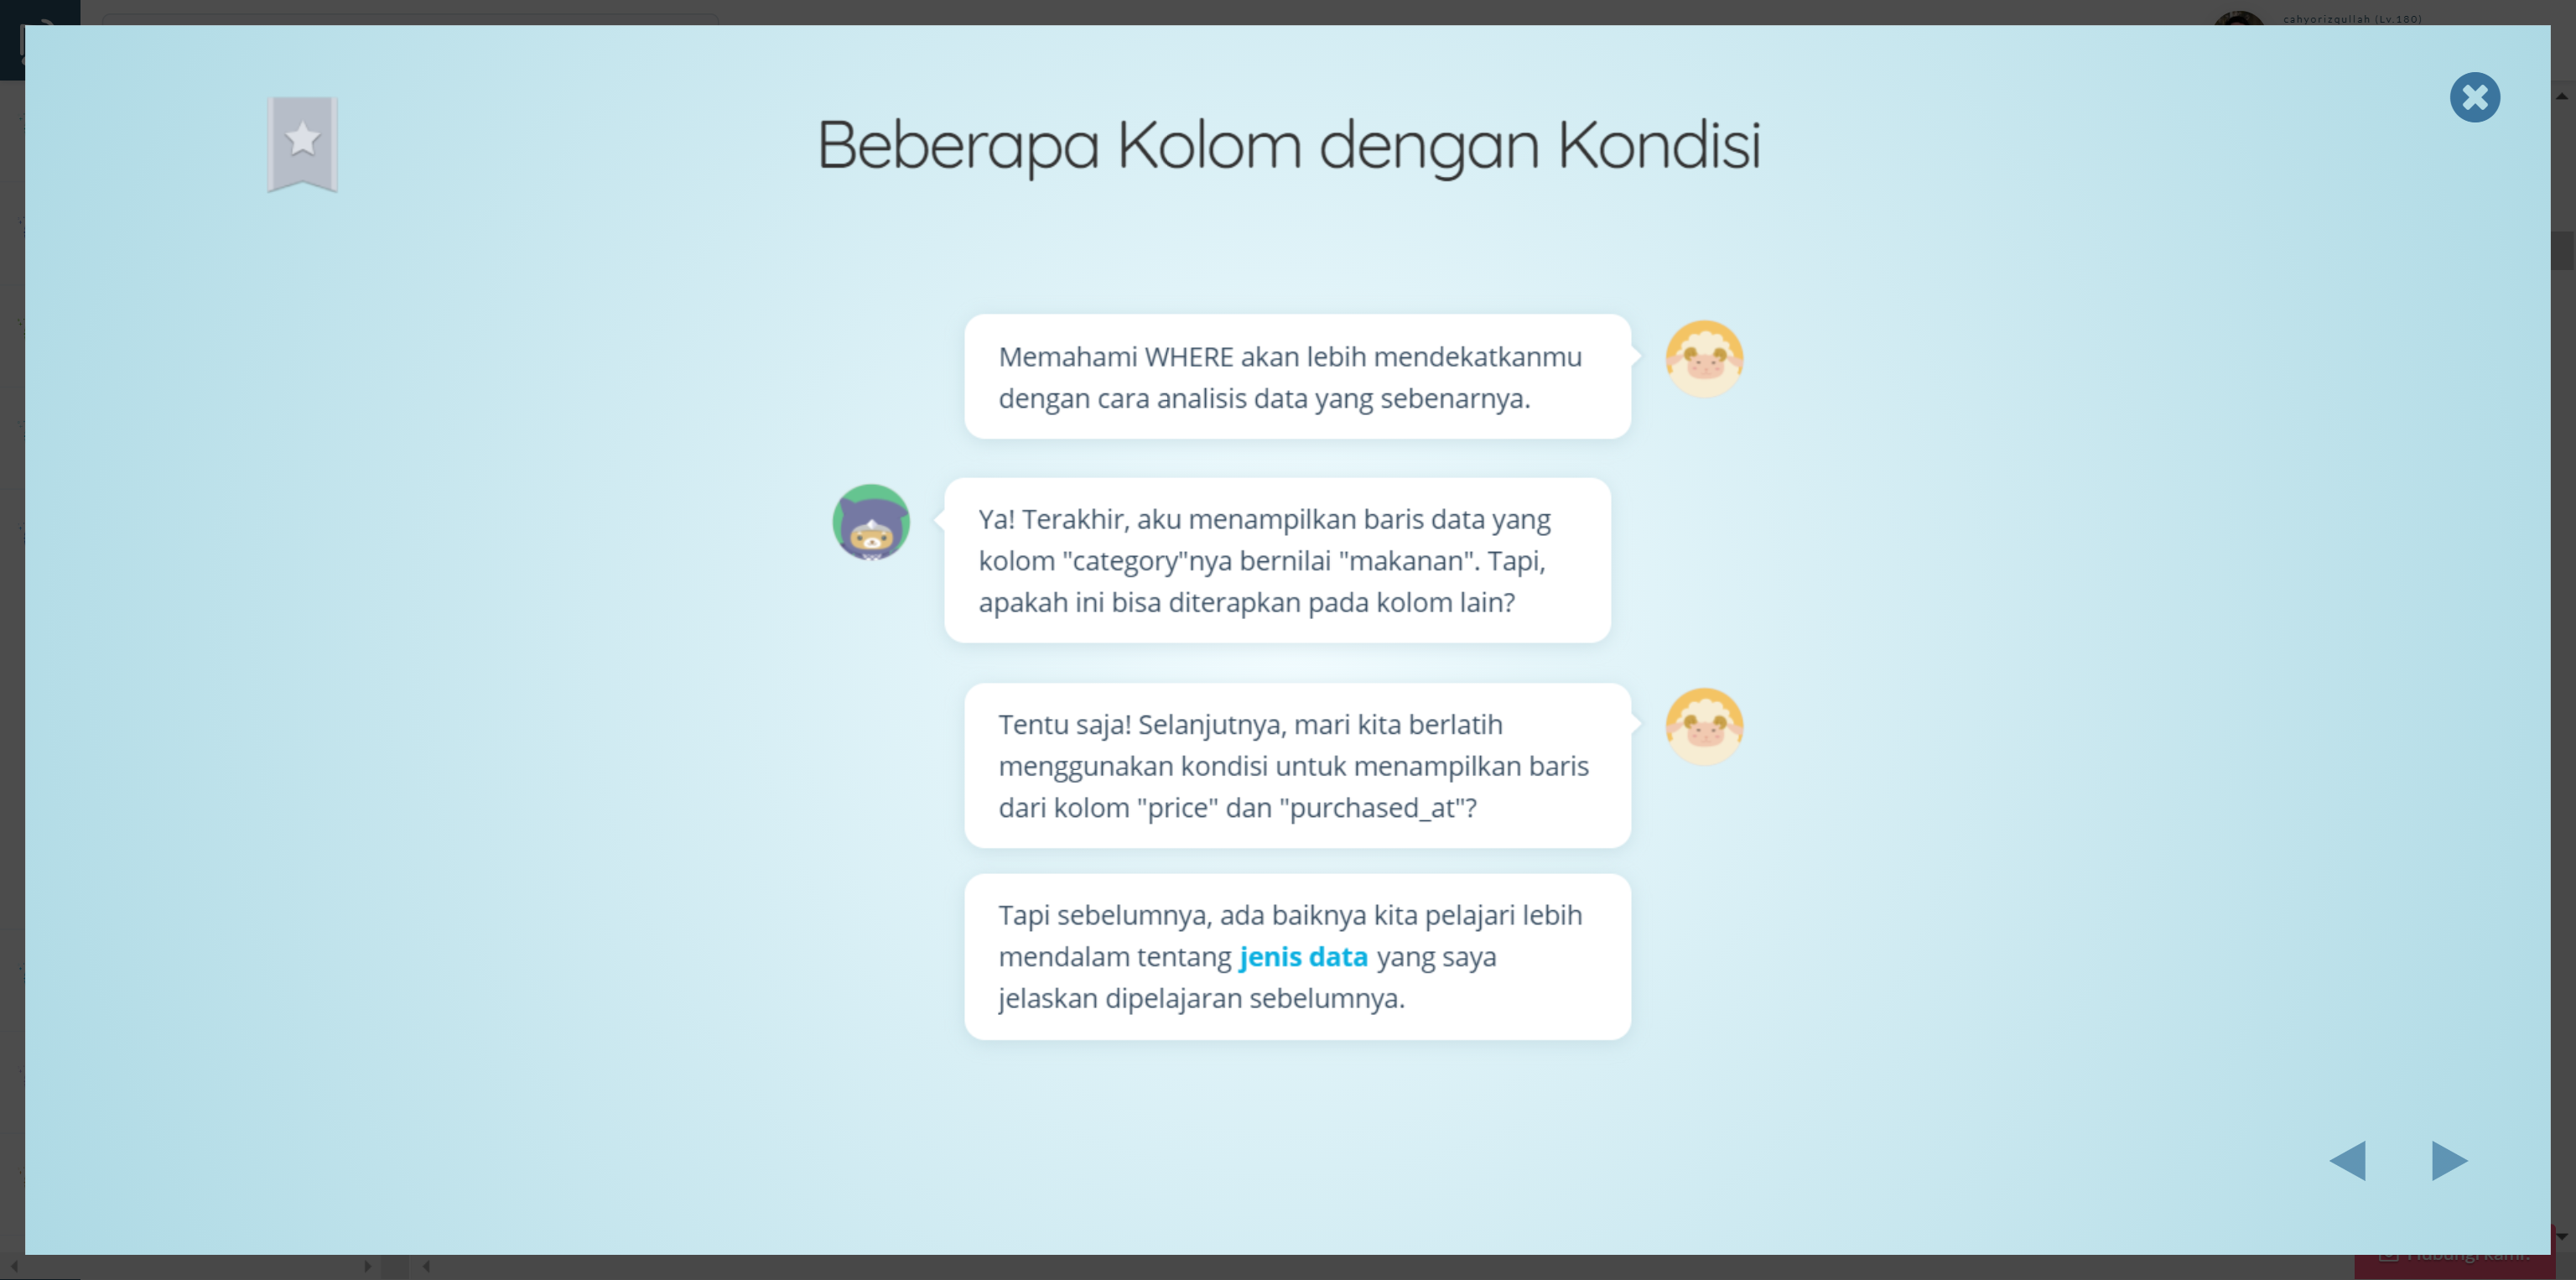 cahyorizqullah (Lv.180)
Beberapa Kolom dengan Kondisi
Memahami WHERE akan lebih mendekatkanmu
dengan cara analisis data yang sebenarnya.
Ya! Terakhir, aku menampilkan baris data yang
kolom "category"nya bernilai "makanan". Tapi,
apakah ini bisa diterapkan pada kolom lain?
Tentu saja! Selanjutnya, mari kita berlatih
menggunakan kondisi untuk menampilkan baris
dari kolom "price" dan "purchased_at"?
Tapi sebelumnya, ada baiknya kita pelajari lebih
mendalam tentang jenis data yang saya
jelaskan dipelajaran sebelumnya.
Hubungi kami!